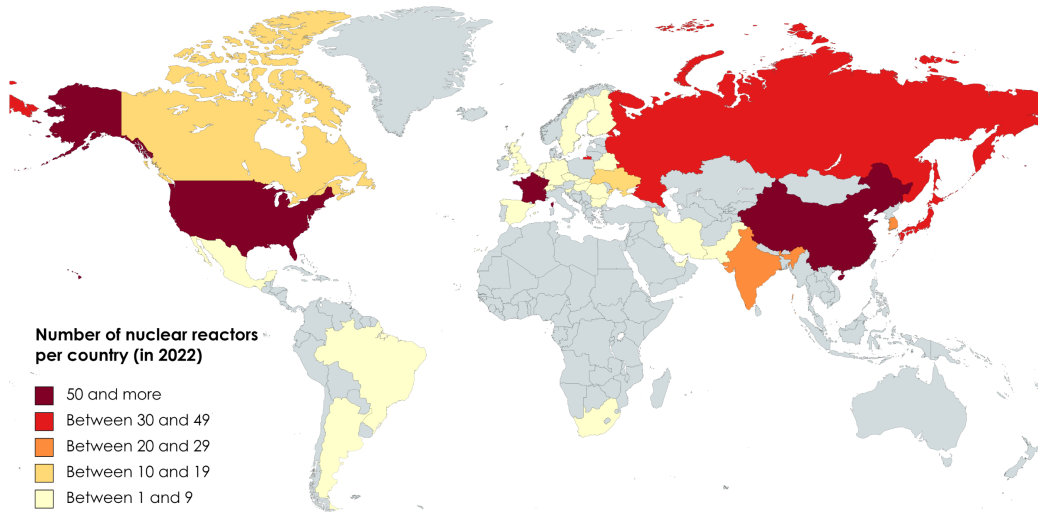 Number of nuclear reactors
per country (in 2022)
50 and more
Between 30 and 49
Between 20 and 29
Between 10 and 19
Between 1 and 9